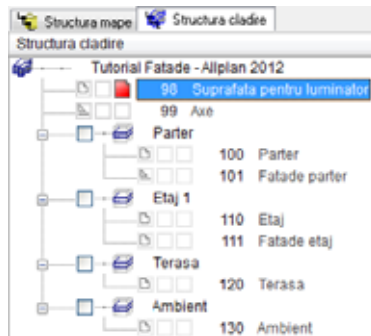 Structura mape Structura cladire
Structura cladire
Tutorial Fatade - Allplan 2012
98 Suprafata pentru luminator
99 Axe
Parter
100 Parter
101 Fatade parter
Etaj 1
110 Etaj
111 Fatade etaj
Terasa
120 Terasa
Ambient
130 Ambient